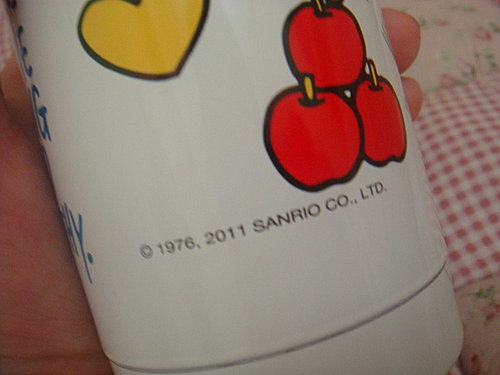 © 1976, 2011 SANRIO CO., LTD.